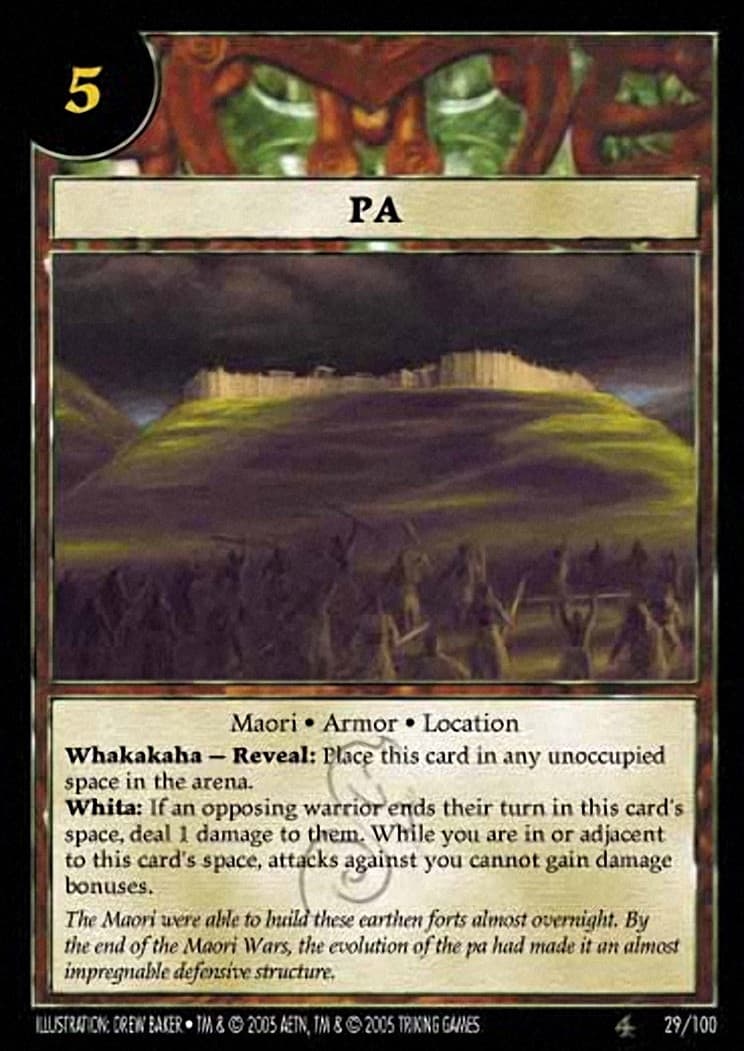 5
PA
Maori • Armor • Location
Whakakaha – Reveal: Place this card in any unoccupied
space in the arena.
Whita: If an opposing warrior ends their turn in this card's
space, deal 1 damage to them. While you are in or adjacent
to this card's space, attacks against you cannot gain damage
bonuses.
The Maori were able to build these earthen forts almost overnight. By
the end of the Maori Wars, the evolution of the pa had made it an almost
impregnable defensive structure.
ILLUSTRATION: DREW BAKER • TM & © 2005 AETN, TM & © 2005 TRIKING GAMES
29/100